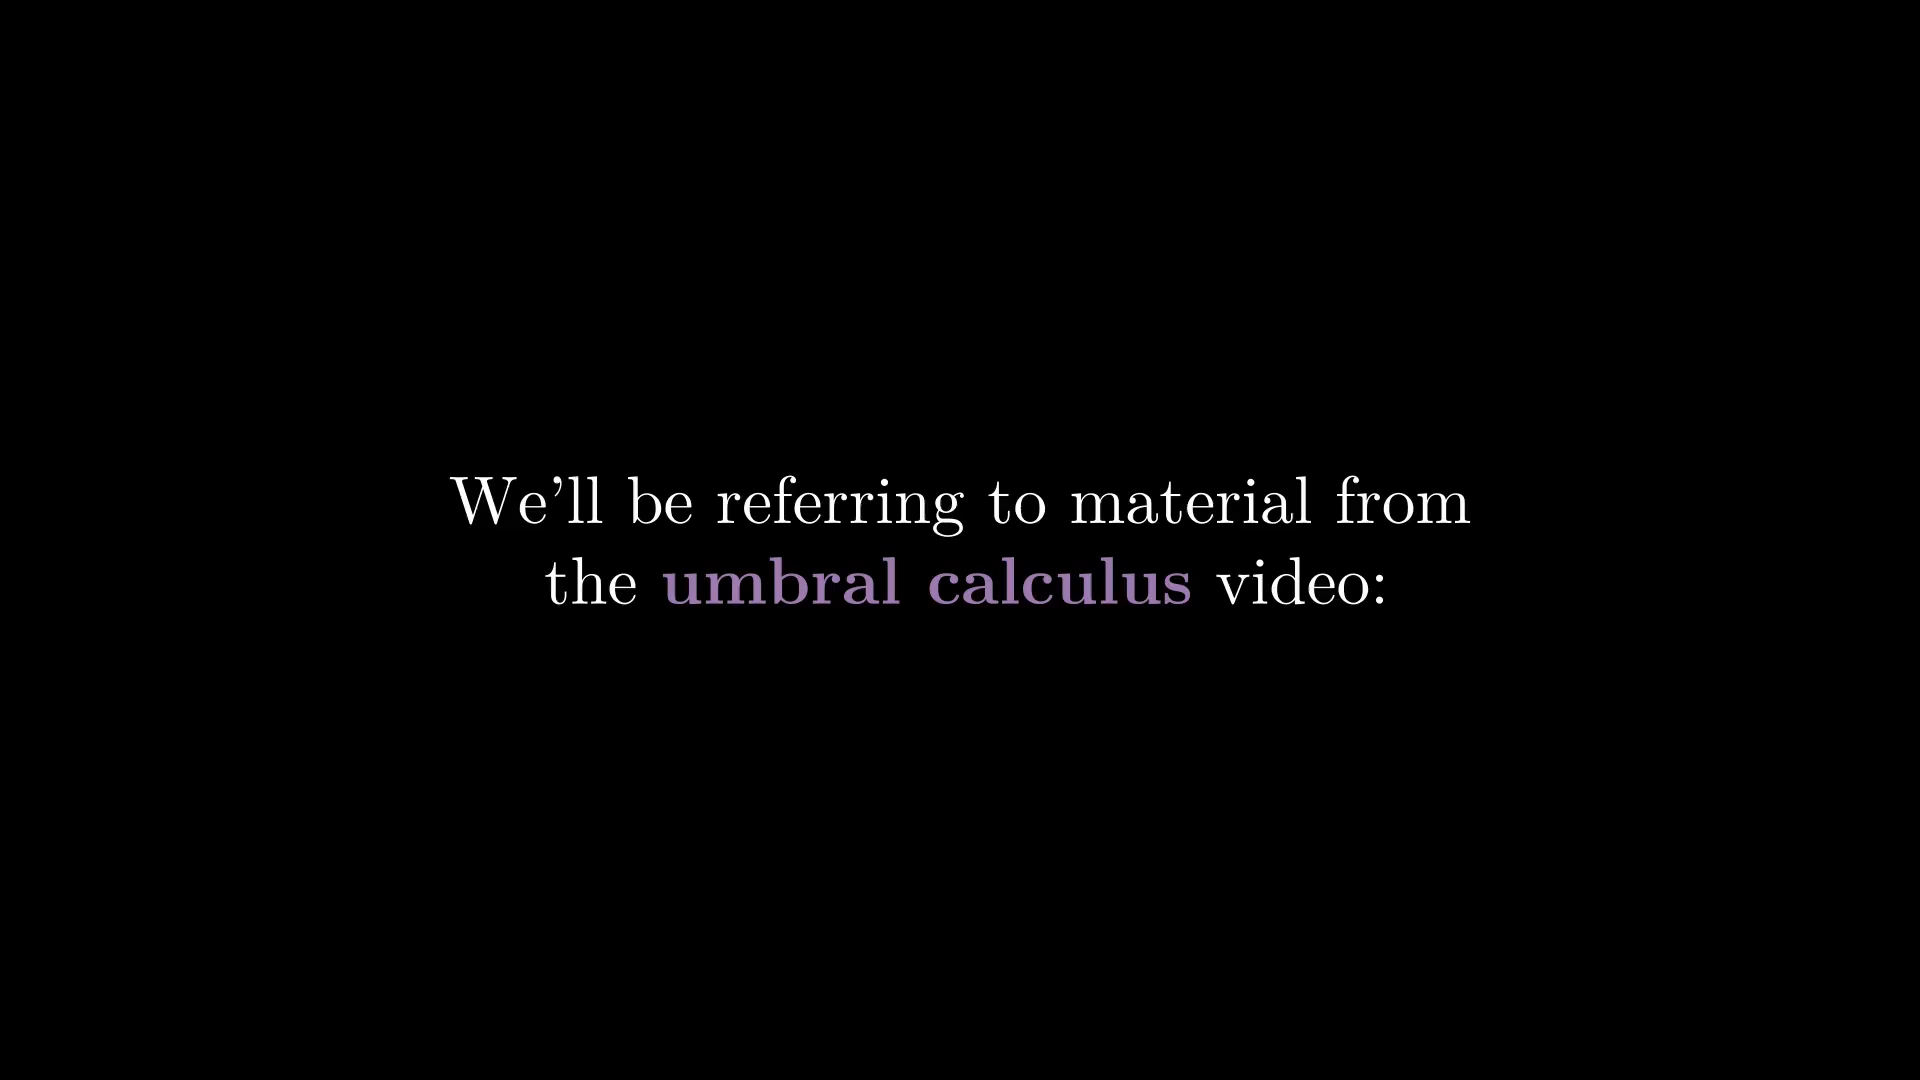 We’ll be referring to material from
the umbral calculus video: